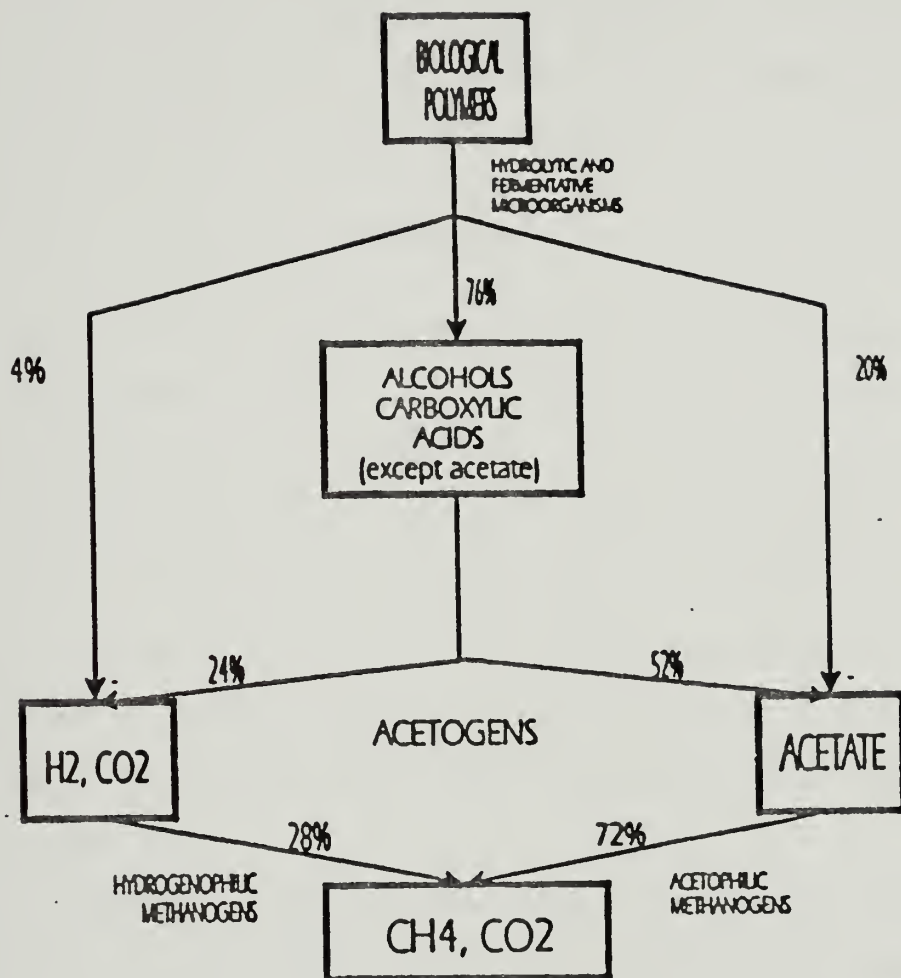 BIOLOGICAL
POLYMERS
HYDROLYTIC AND
FERMENTATIVE
MICROORGANISMS
76%
4%
20%
ALCOHOLS
CARBOXYLIC
ACIDS
(except acetate)
24%
52%
H2, CO2
ACETOGENS
ACETATE
28%
72%
HYDROGENOPHILIC
METHANOGENS
ACETOPHILIC
METHANOGENS
CH4, CO2